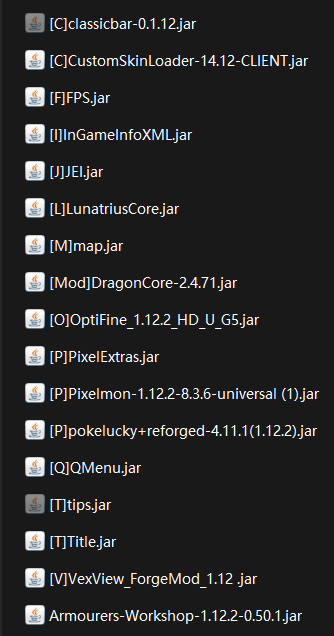 [C]classicbar-0.1.12.jar
[C]CustomSkinLoader-14.12-CLIENT.jar
[F]FPS.jar
[I]InGameInfoXML.jar
[J]JEI.jar
[L]LunatriusCore.jar
[M]map.jar
[Mod]DragonCore-2.4.71.jar
[O]OptiFine_1.12.2_HD_U_G5.jar
[P]PixelExtras.jar
[P]Pixelmon-1.12.2-8.3.6-universal (1).jar
[P]pokelucky+reforged-4.11.1(1.12.2).jar
[Q]QMenu.jar
[T]tips.jar
[T]Title.jar
[V]VexView_ForgeMod_1.12 .jar
Armourers-Workshop-1.12.2-0.50.1.jar